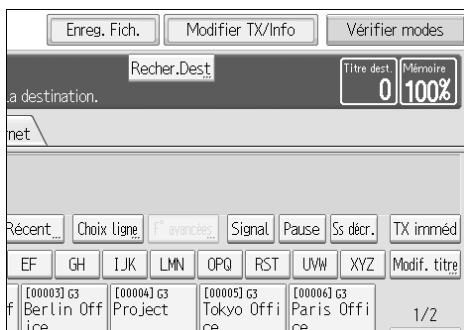 Enreg. Fich. Modifier TX/Info Vérifier modes
Recher.Dest. Titre dest. Mémoire
la destination. 0 100%
rnet
Récent Choix ligne F° avancées Signal Pause Ss décr. TX imméd
EF GH IJK LMN OPQ RST UVW XYZ Modif. titre
[00003] G3 [00004] G3 [00005] G3 [00006] G3
f Berlin Off Project Tokyo Offi Paris Offi 1/2
ice ce ce